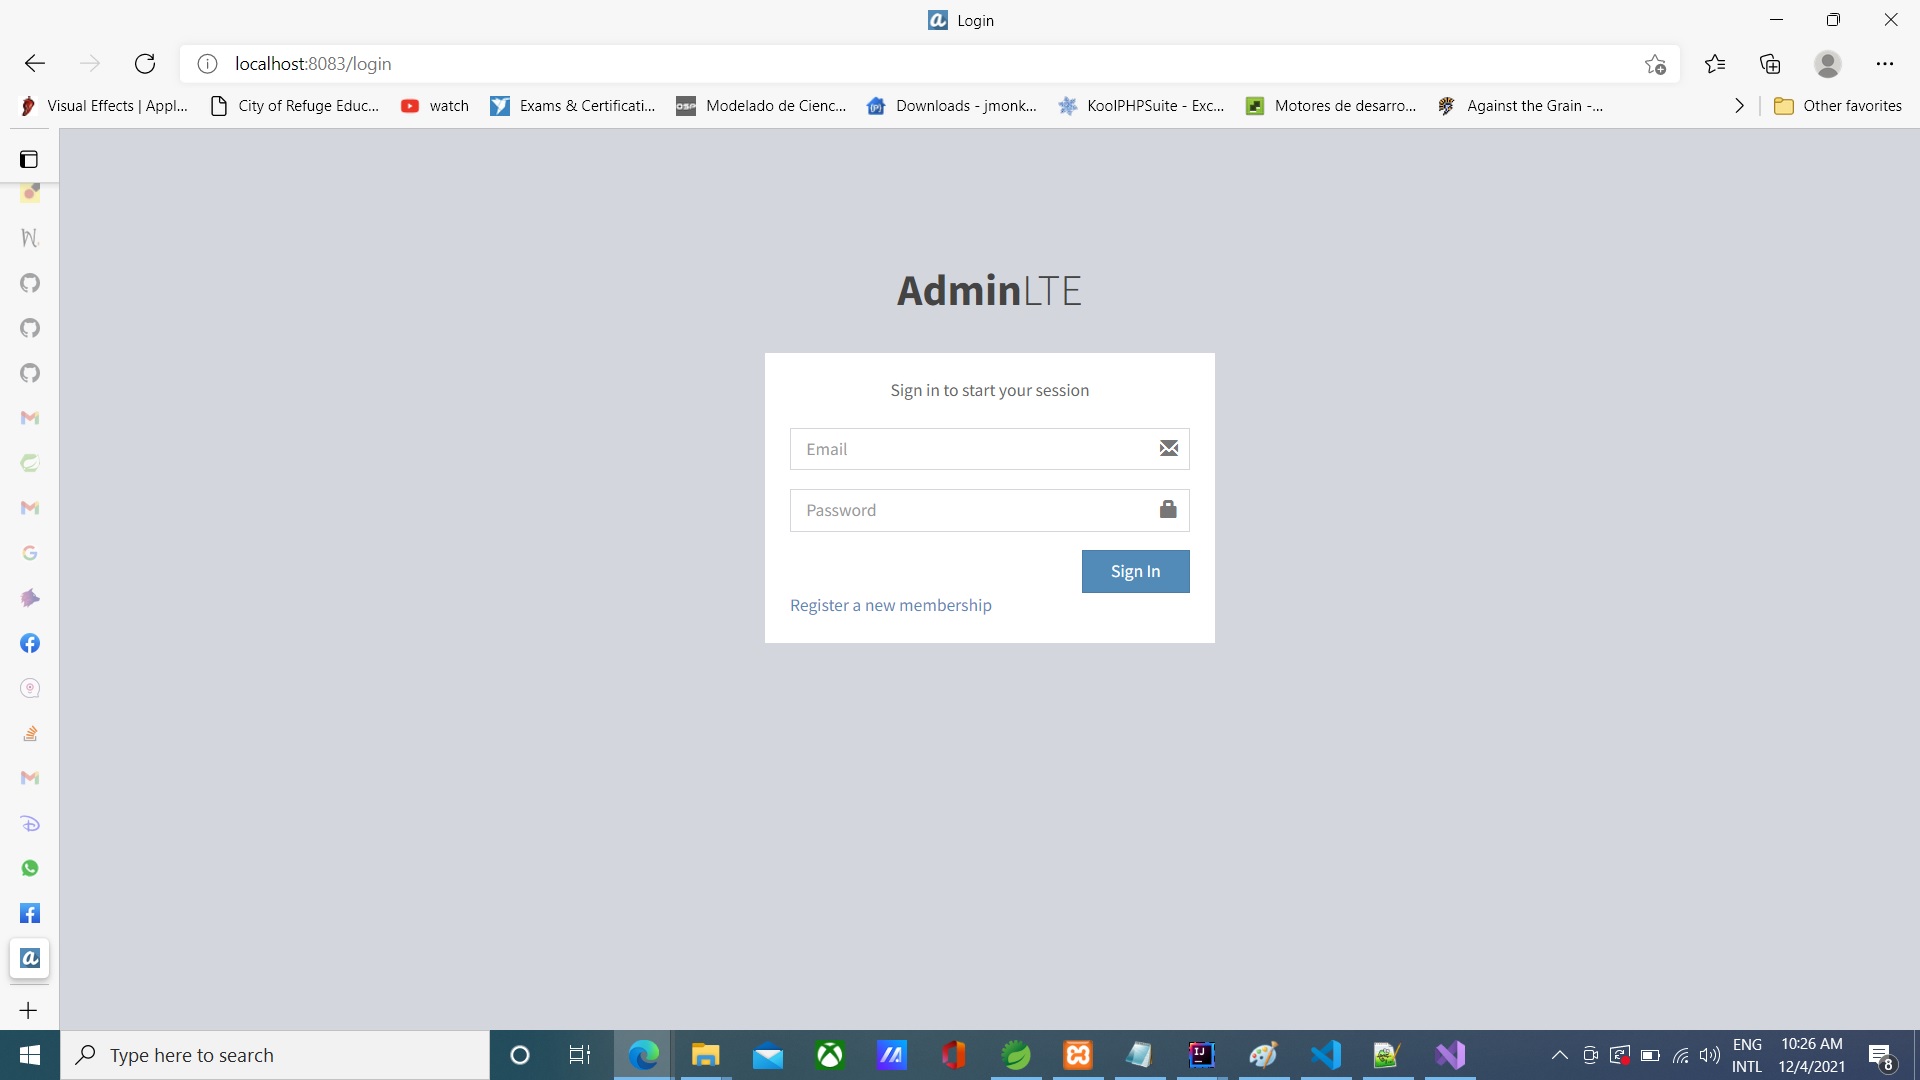 Login
localhost:8083/login
Visual Effects | Appl...
City of Refuge Educ...
watch
Exams & Certificati...
Modelado de Cienc...
Downloads - jmonk...
KoolPHPSuite - Exc...
Motores de desarro...
Against the Grain -...
Other favorites
AdminLTE
Sign in to start your session
Email
Password
Sign In
Register a new membership
Type here to search
ENG
INTL
10:26 AM
12/4/2021
8